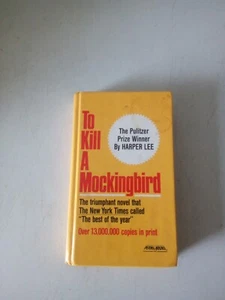 To
Kill
A
Mockingbird
The Pulitzer
Prize Winner
By HARPER LEE
The triumphant novel that
The New York Times called
"The best of the year"
Over 13,000,000 copies in print